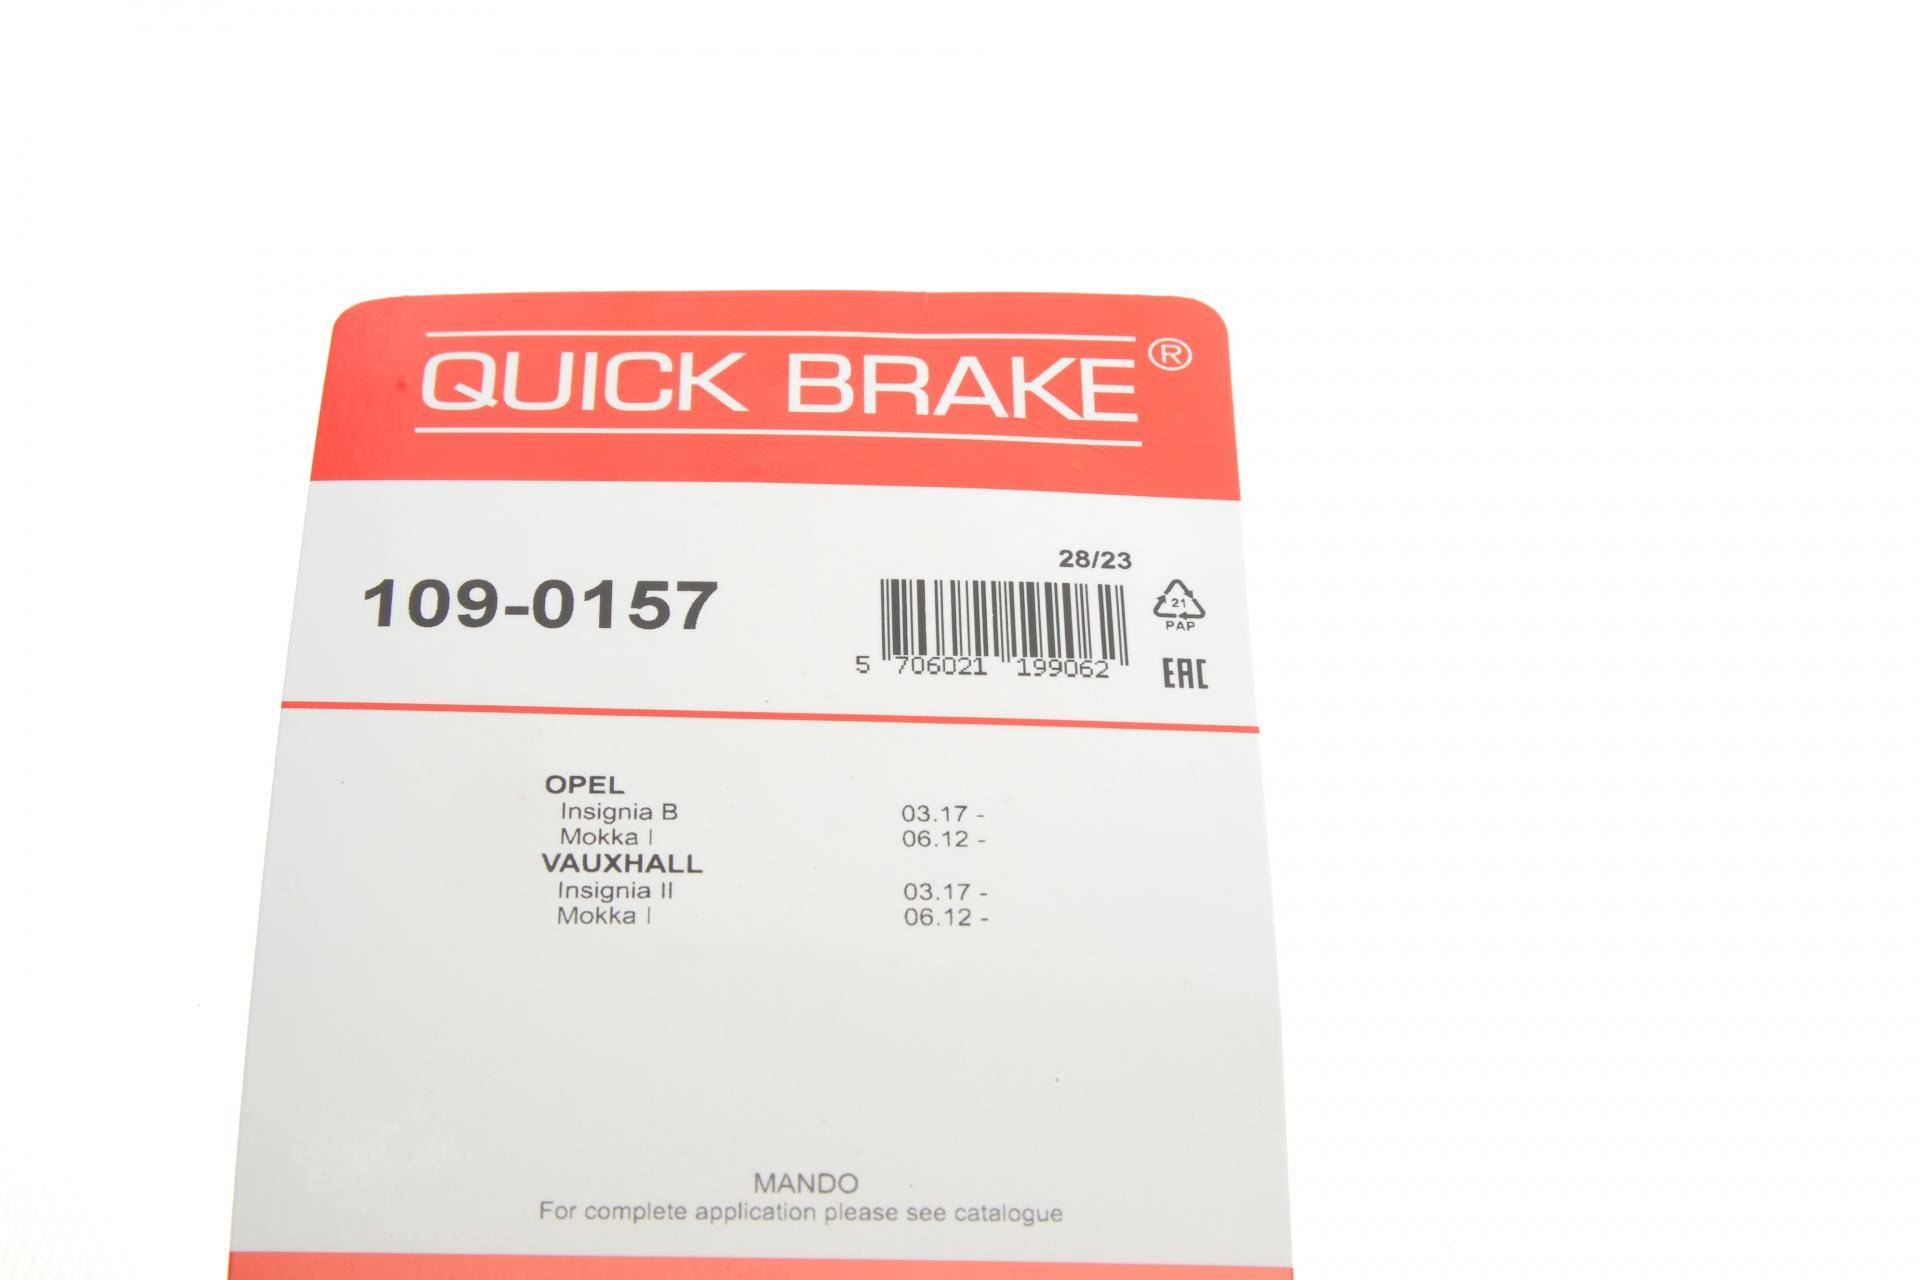 QUICK BRAKE®
28/23
109-0157
21
PAP
5 706021 199062
EAC
OPEL
Insignia B 03.17 -
Mokka I 06.12 -
VAUXHALL
Insignia II 03.17 -
Mokka I 06.12 -
MANDO
For complete application please see catalogue